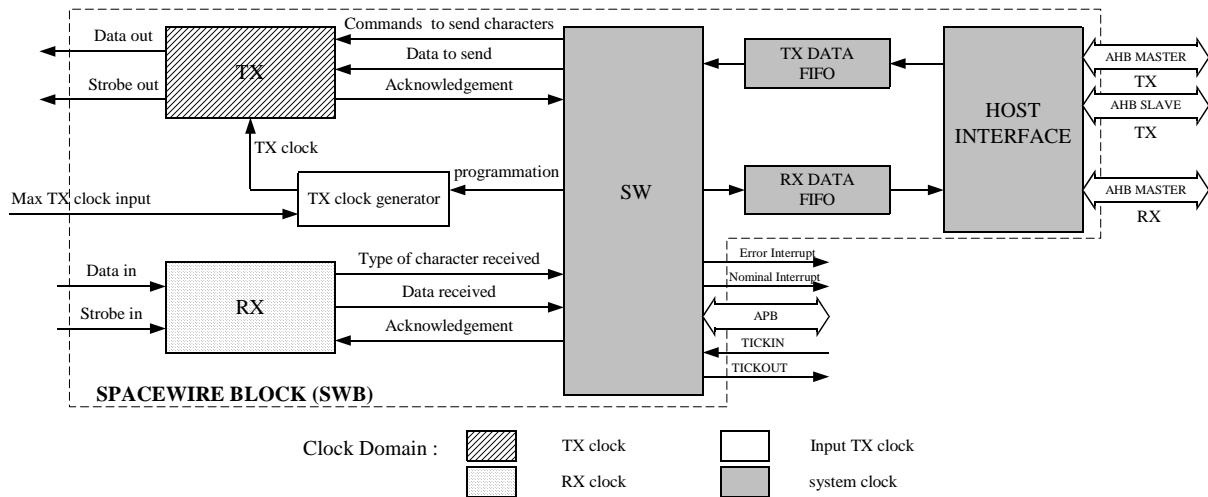 Data out
Strobe out
TX
Commands to send characters
Data to send
Acknowledgement
TX DATA
FIFO
HOST
INTERFACE
AHB MASTER
TX
AHB SLAVE
TX
TX clock
Max TX clock input
TX clock generator
programmation
SW
RX DATA
FIFO
AHB MASTER
RX
Data in
Strobe in
RX
Type of character received
Data received
Acknowledgement
Error Interrupt
Nominal Interrupt
APB
TICKIN
TICKOUT
SPACEWIRE BLOCK (SWB)
Clock Domain :
TX clock
Input TX clock
RX clock
system clock